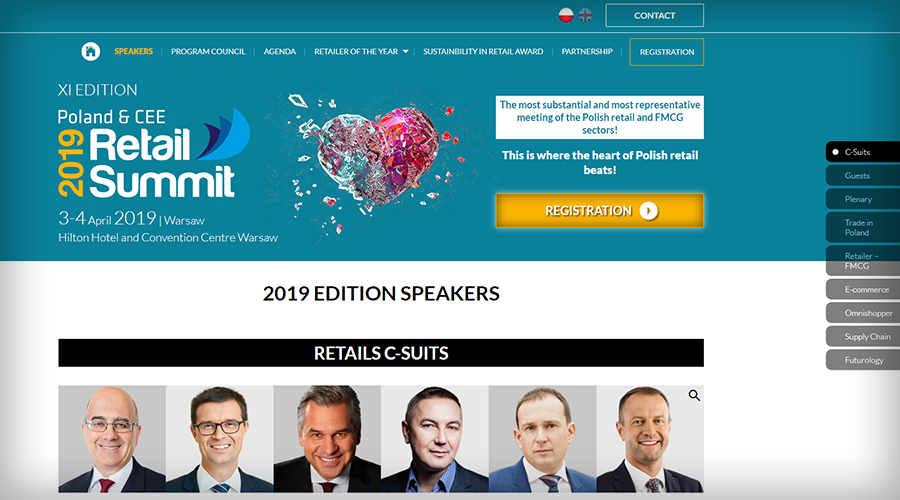 CONTACT
SPEAKERS | PROGRAM COUNCIL | AGENDA | RETAILER OF THE YEAR | SUSTAINBILITY IN RETAIL AWARD | PARTNERSHIP | REGISTRATION
XI EDITION
Poland & CEE
2019 Retail
Summit
3-4 April 2019 | Warsaw
Hilton Hotel and Convention Centre Warsaw
The most substantial and most representative
meeting of the Polish retail and FMCG
sectors!
This is where the heart of Polish retail
beats!
REGISTRATION
C-Suits
Guests
Plenary
Trade in
Poland
Retailer –
FMCG
E-commerce
Omnishopper
Supply Chain
Futurology
2019 EDITION SPEAKERS
RETAILS C-SUITS